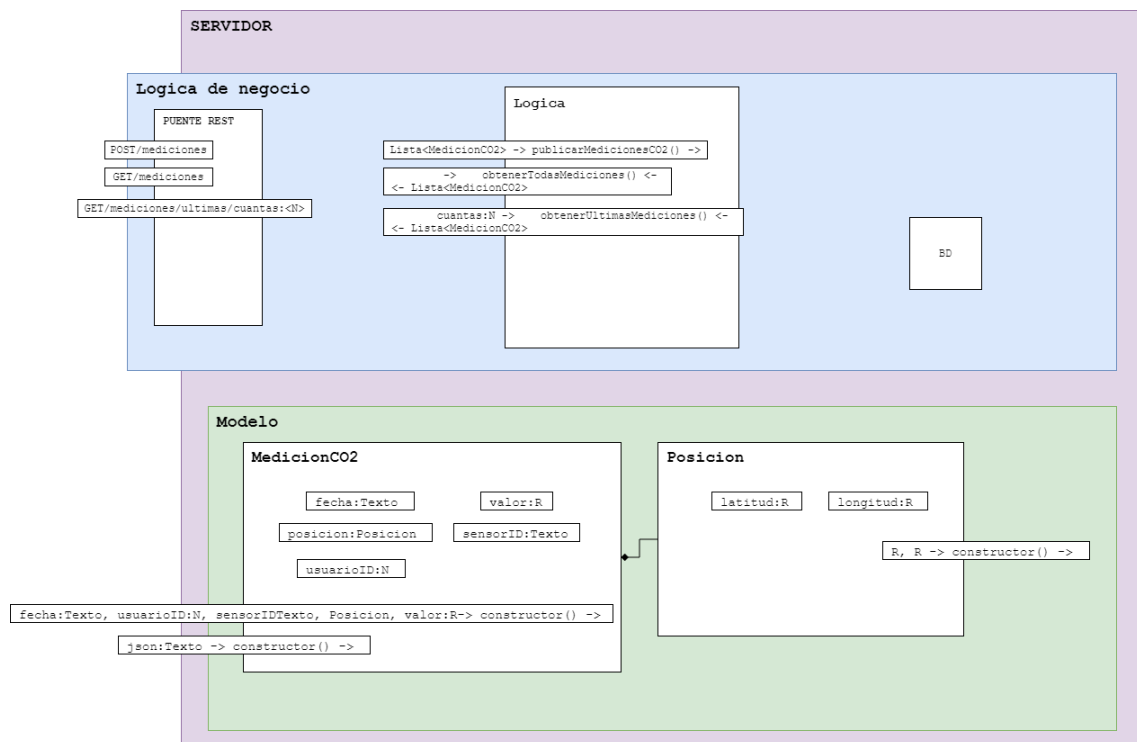 SERVIDOR
Logica de negocio
PUENTE REST
POST/mediciones
GET/mediciones
GET/mediciones/ultimas/cuantas:<N>
Logica
Lista<MedicionCO2> -> publicarMedicionesCO2() ->
-> obtenerTodasMediciones() <-
<- Lista<MedicionCO2>
cuantas:N -> obtenerUltimasMediciones() <-
<- Lista<MedicionCO2>
BD
Modelo
MedicionCO2
fecha:Texto
valor:R
posicion:Posicion
sensorID:Texto
usuarioID:N
fecha:Texto, usuarioID:N, sensorIDTexto, Posicion, valor:R-> constructor() ->
json:Texto -> constructor() ->
Posicion
latitud:R
longitud:R
R, R -> constructor() ->